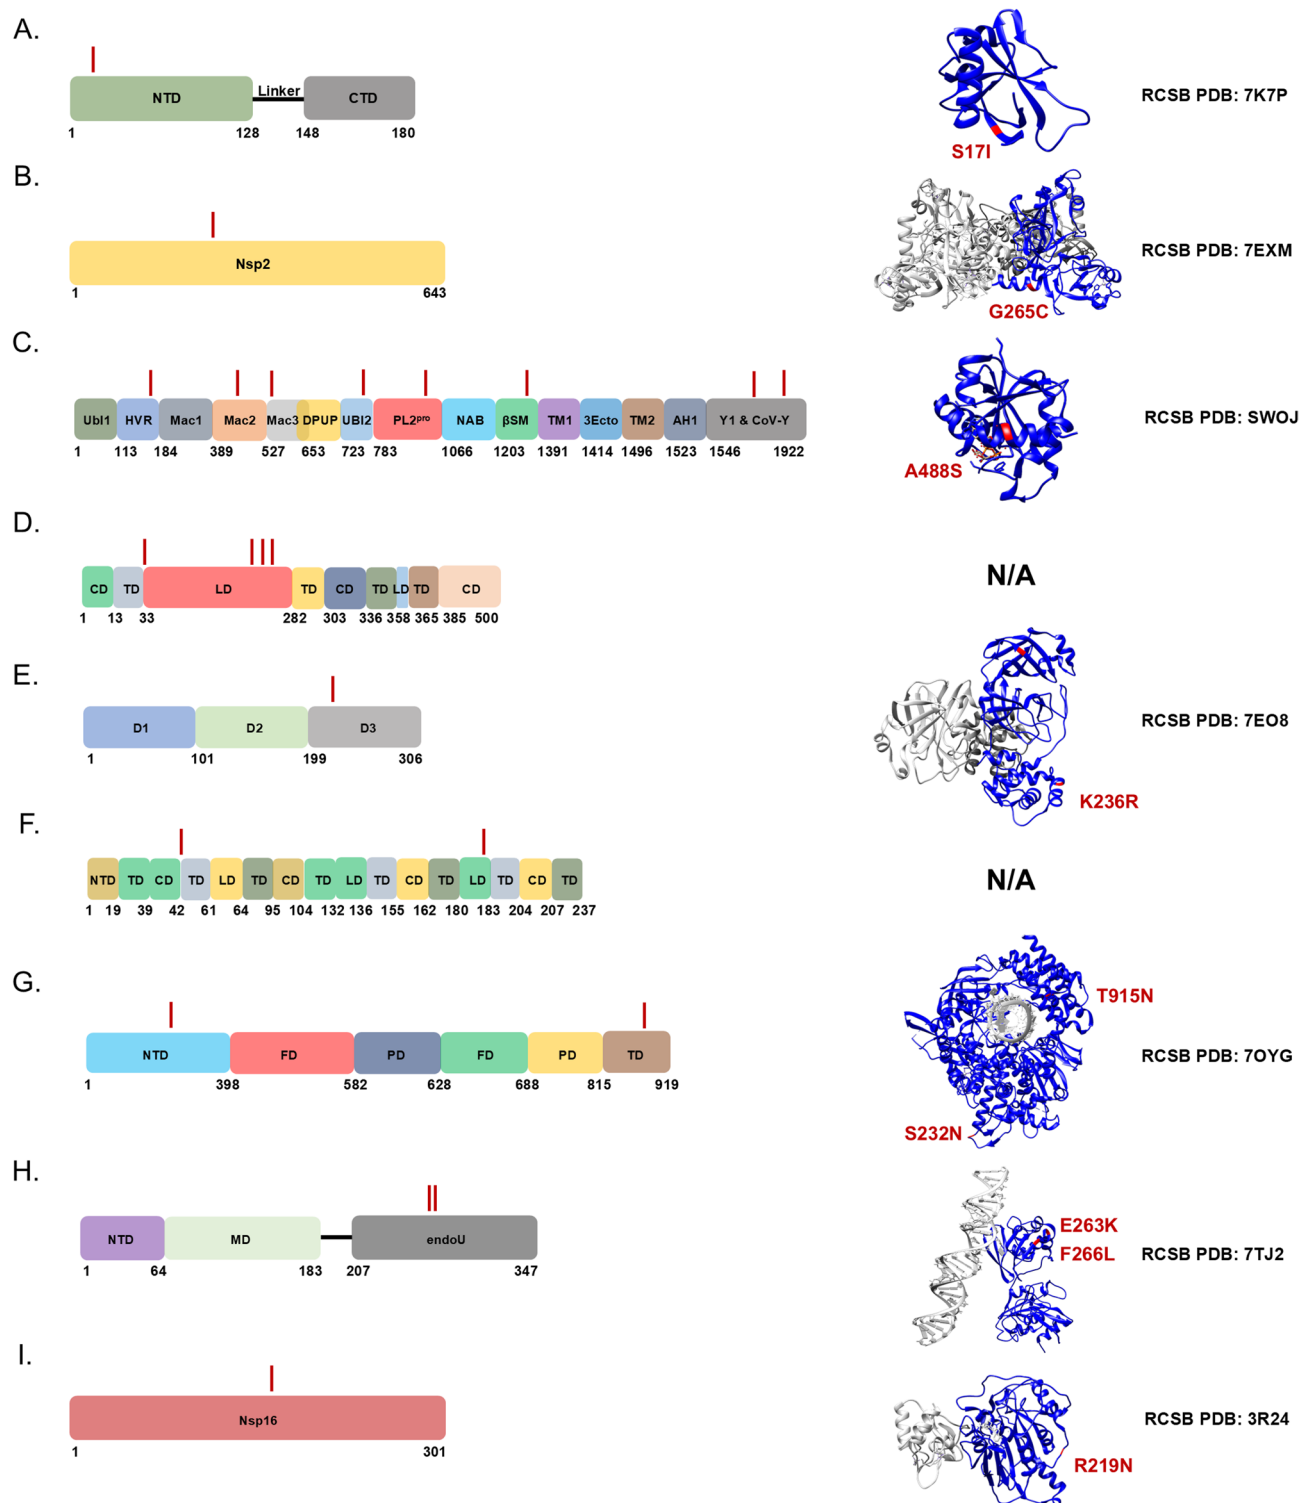 A.
NTD Linker CTD
1 128 148 180
S17I
RCSB PDB: 7K7P
B.
Nsp2
1 643
G265C
RCSB PDB: 7EXM
C.
Ubl1 HVR Mac1 Mac2 Mac3 DPUP UBl2 PL2pro NAB βSM TM1 3Ecto TM2 AH1 Y1 & CoV-Y
1 113 184 389 527 653 723 783 1066 1203 1391 1414 1496 1523 1546 1922
A488S
RCSB PDB: SWOJ
D.
CD TD LD TD CD TD LD TD CD
1 13 33 282 303 336 358 365 385 500
N/A
E.
D1 D2 D3
1 101 199 306
K236R
RCSB PDB: 7EO8
F.
NTD TD CD TD LD TD CD TD LD TD CD TD LD TD CD TD
1 19 39 42 61 64 95 104 132 136 155 162 180 183 204 207 237
N/A
G.
NTD FD PD FD PD TD
1 398 582 628 688 815 919
T915N
S232N
RCSB PDB: 7OYG
H.
NTD MD endoU
1 64 183 207 347
E263K
F266L
RCSB PDB: 7TJ2
I.
Nsp16
1 301
R219N
RCSB PDB: 3R24